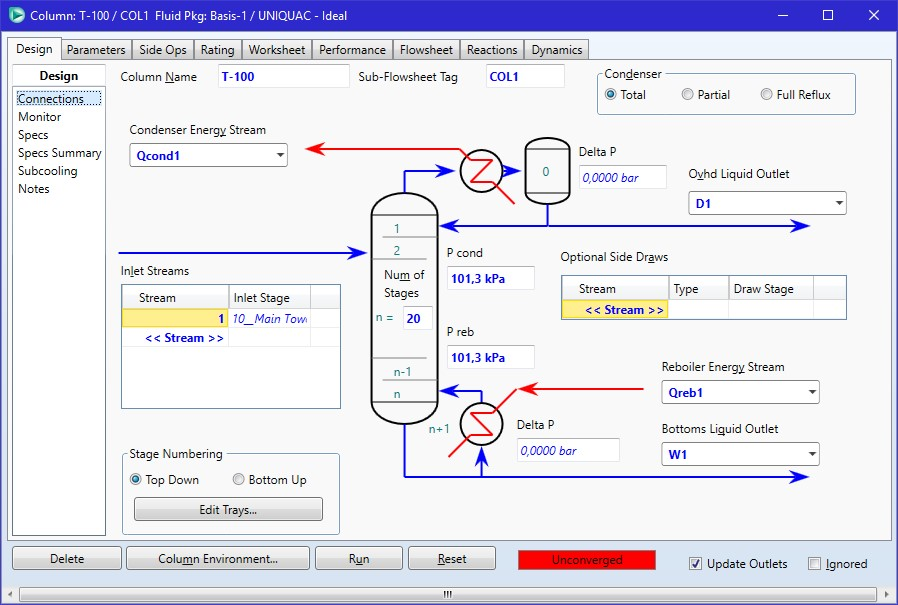 Column: T-100 / COL1 Fluid Pkg: Basis-1 / UNIQUAC - Ideal
Design
Parameters
Side Ops
Rating
Worksheet
Performance
Flowsheet
Reactions
Dynamics
Design
Connections
Monitor
Specs
Specs Summary
Subcooling
Notes
Column Name
T-100
Sub-Flowsheet Tag
COL1
Condenser
Total
Partial
Full Reflux
Condenser Energy Stream
Qcond1
0
Delta P
0,0000 bar
Ovhd Liquid Outlet
D1
1
2
Num of
Stages
n =
20
n-1
n
n+1
P cond
101,3 kPa
P reb
101,3 kPa
Inlet Streams
Stream
Inlet Stage
1
10__Main Tow
<< Stream >>
Optional Side Draws
Stream
Type
Draw Stage
<< Stream >>
Reboiler Energy Stream
Qreb1
Delta P
0,0000 bar
Bottoms Liquid Outlet
W1
Stage Numbering
Top Down
Bottom Up
Edit Trays...
Delete
Column Environment...
Run
Reset
Unconverged
Update Outlets
Ignored